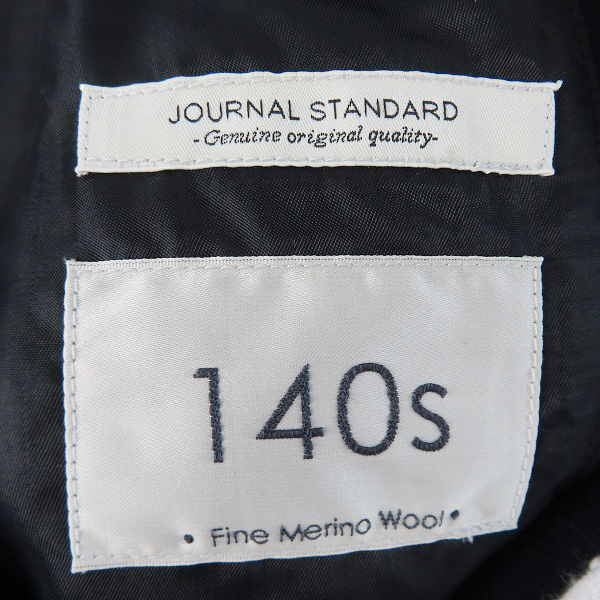 JOURNAL STANDARD
-Genuine original quality-
140s
• Fine Merino Wool •